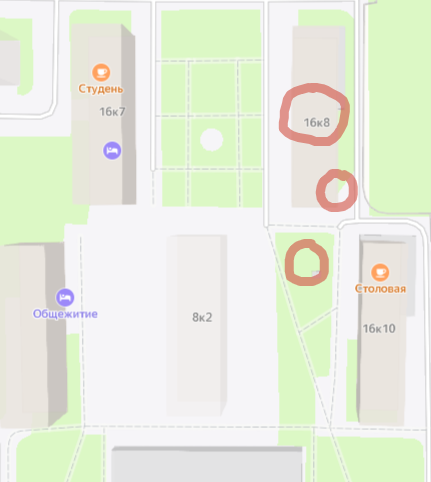 Студень
16к7
16к8
Общежитие
8к2
Столовая
16к10